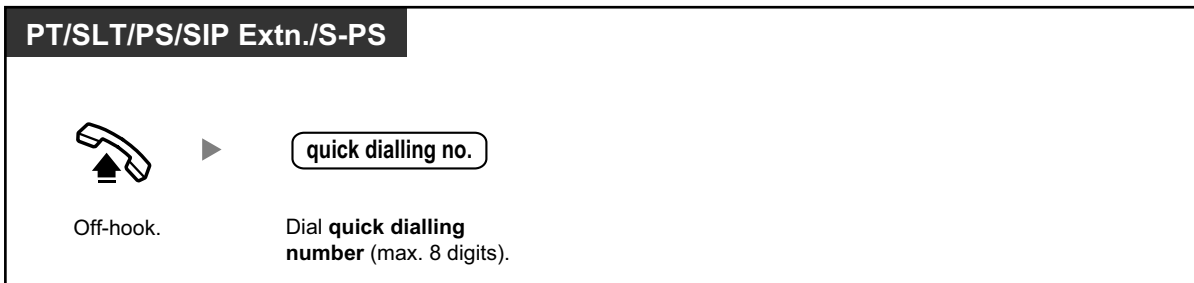 PT/SLT/PS/SIP Extn./S-PS
quick dialling no.
Off-hook.
Dial quick dialling
number (max. 8 digits).